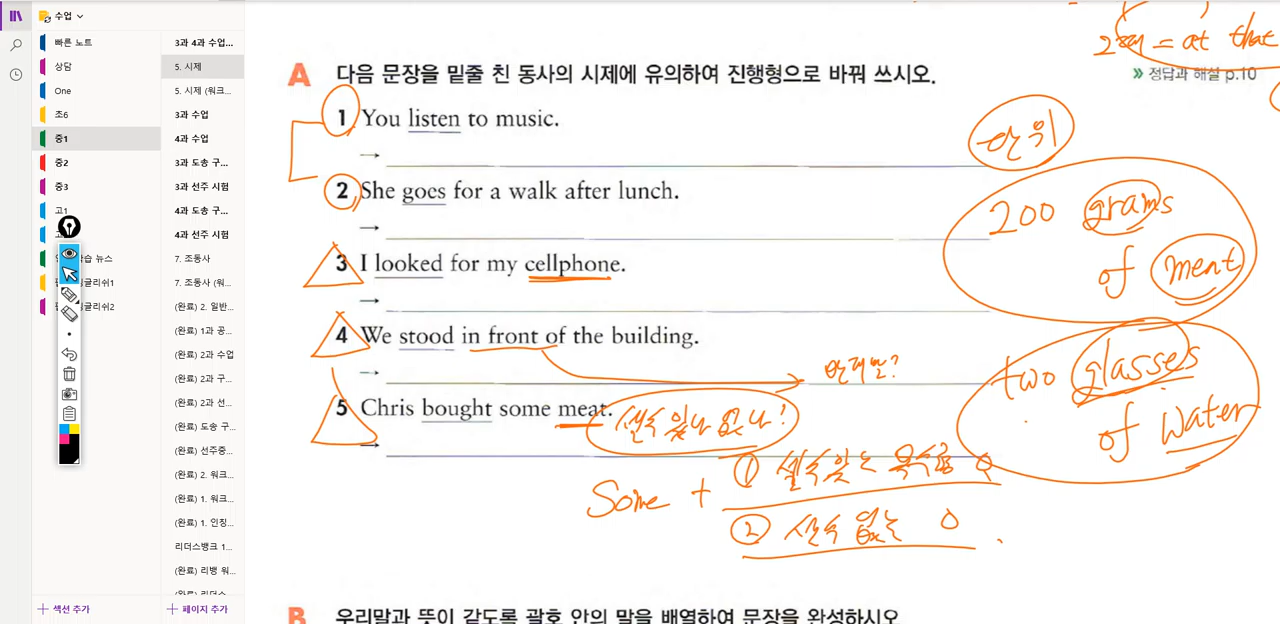 수업
빠른 노트
상담
One
초6
중1
중2
중3
고1
습 뉴스
글리쉬1
글리쉬2
섹션 추가
3과 4과 수업...
5. 시제
5. 시제 (워크...
3과 수업
4과 수업
3과 도송 구...
3과 선주 시험
4과 도송 구...
4과 선주 시험
7. 조동사
7. 조동사 (워...
(완료) 2. 일반...
(완료) 1과 공...
(완료) 2과 수업
(완료) 2과 구...
(완료) 2과 선...
(완료) 도송 구...
(완료) 선주중...
(완료) 2. 워크...
(완료) 1. 워크...
(완료) 1. 인칭...
리더스뱅크 1...
(완료) 리뱅 워...
페이지 추가
= at that
A 다음 문장을 밑줄 친 동사의 시제에 유의하여 진행형으로 바꿔 쓰시오.
» 정답과 해설 p.10
1 You listen to music.
→
단위
2 She goes for a walk after lunch.
→
200 grams
of meat
3 I looked for my cellphone.
→
4 We stood in front of the building.
→
반대말?
two glasses
of water
5 Chris bought some meat.
→
셀수 있나 없나!
Some +
① 셀수있는 복수명 O
② 셀수 없는 O
B 우리말과 뜻이 같도록 괄호 안의 말을 배열하여 문장을 완성하시오